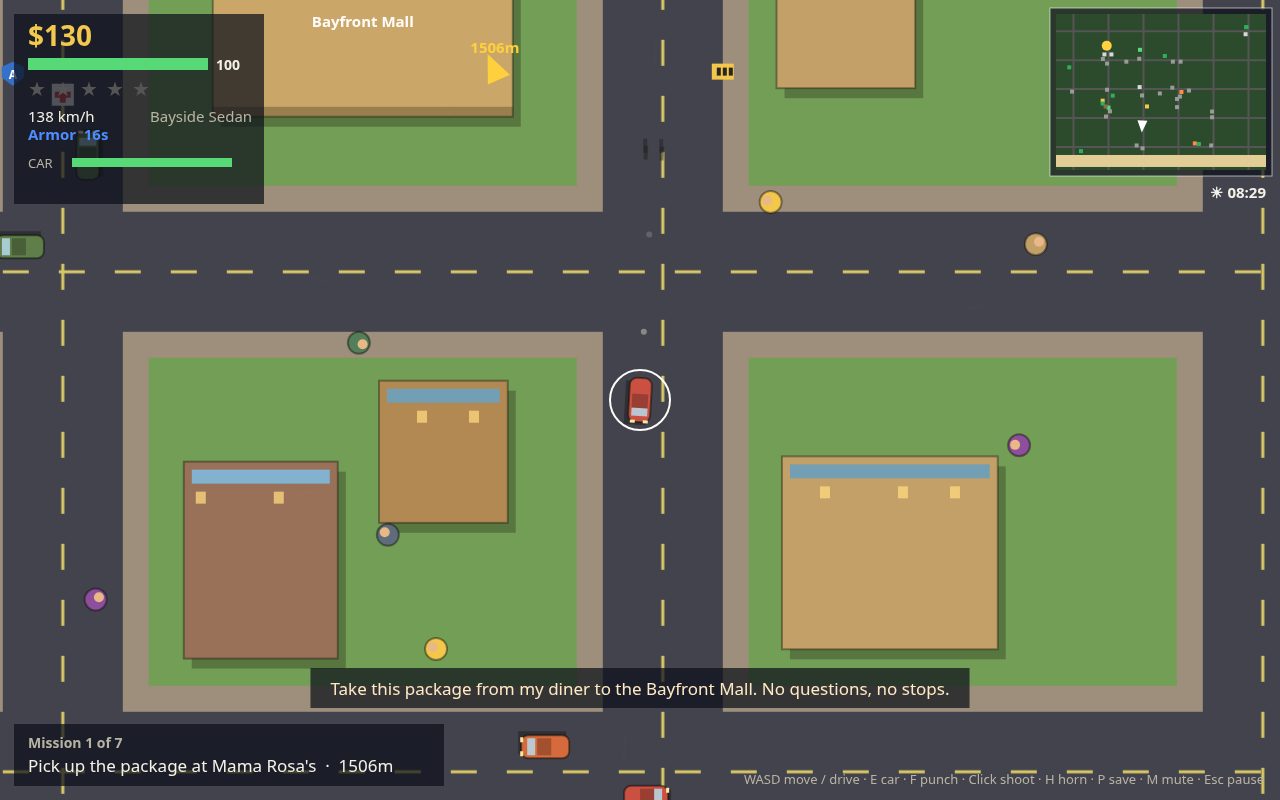 Bayfront Mall
$130
1506m
100
A
★ ★ ★ ★
138 km/h Bayside Sedan
Armor 16s
CAR
☀ 08:29
Take this package from my diner to the Bayfront Mall. No questions, no stops.
Mission 1 of 7
Pick up the package at Mama Rosa's · 1506m
WASD move / drive · E car · F punch · Click shoot · H horn · P save · M mute · Esc pause